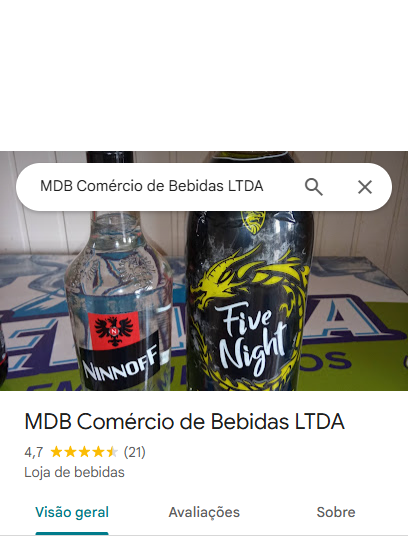 MDB Comércio de Bebidas LTDA
N
NINNOFF
Five
Night
MDB Comércio de Bebidas LTDA
4,7 (21)
Loja de bebidas
Visão geral Avaliações Sobre